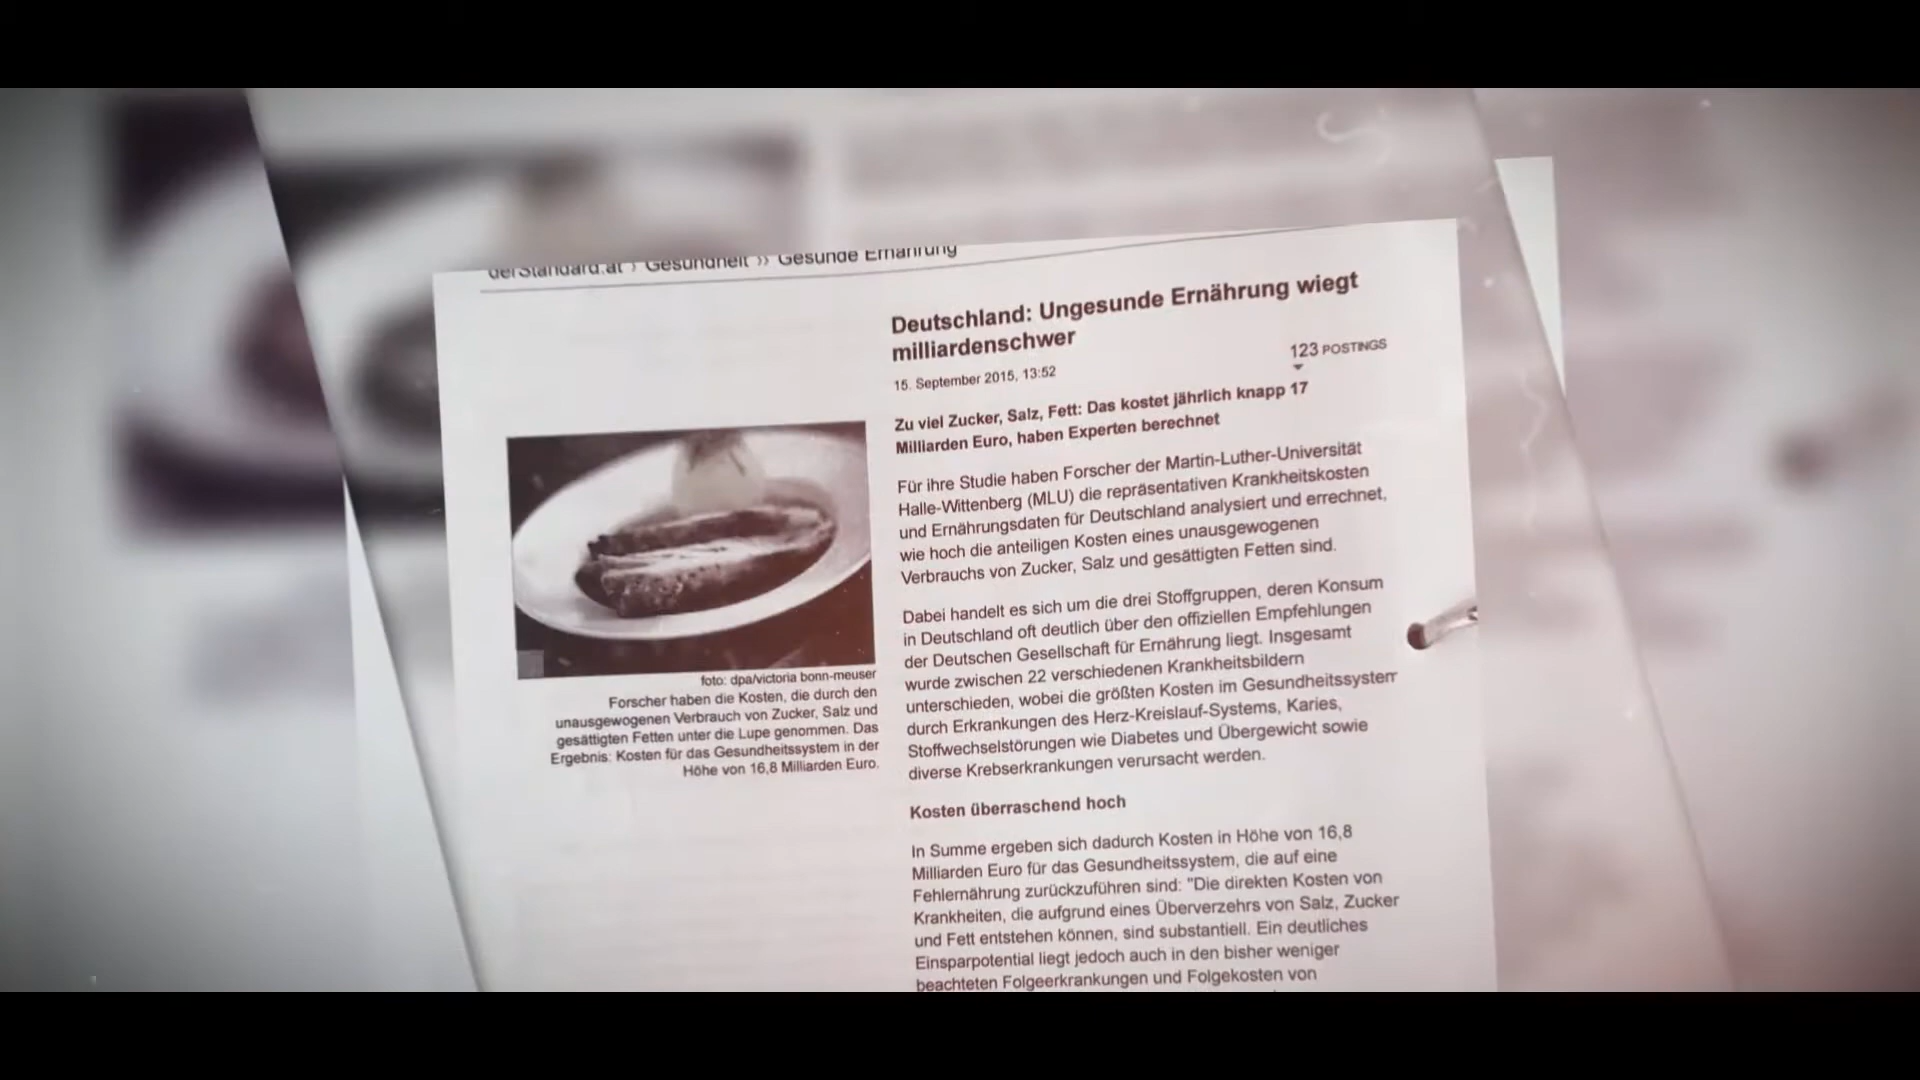 derStandard.at › Gesundheit ›› Gesunde Ernährung
Deutschland: Ungesunde Ernährung wiegt
milliardenschwer
123 POSTINGS
15. September 2015, 13:52
Zu viel Zucker, Salz, Fett: Das kostet jährlich knapp 17
Milliarden Euro, haben Experten berechnet
Für ihre Studie haben Forscher der Martin-Luther-Universität
Halle-Wittenberg (MLU) die repräsentativen Krankheitskosten
und Ernährungsdaten für Deutschland analysiert und errechnet,
wie hoch die anteiligen Kosten eines unausgewogenen
Verbrauchs von Zucker, Salz und gesättigten Fetten sind.
Dabei handelt es sich um die drei Stoffgruppen, deren Konsum
in Deutschland oft deutlich über den offiziellen Empfehlungen
der Deutschen Gesellschaft für Ernährung liegt. Insgesamt
wurde zwischen 22 verschiedenen Krankheitsbildern
unterschieden, wobei die größten Kosten im Gesundheitssystem
durch Erkrankungen des Herz-Kreislauf-Systems, Karies,
Stoffwechselstörungen wie Diabetes und Übergewicht sowie
diverse Krebserkrankungen verursacht werden.
foto: dpa/victoria bonn-meuser
Forscher haben die Kosten, die durch den
unausgewogenen Verbrauch von Zucker, Salz und
gesättigten Fetten unter die Lupe genommen. Das
Ergebnis: Kosten für das Gesundheitssystem in der
Höhe von 16,8 Milliarden Euro.
Kosten überraschend hoch
In Summe ergeben sich dadurch Kosten in Höhe von 16,8
Milliarden Euro für das Gesundheitssystem, die auf eine
Fehlernährung zurückzuführen sind: "Die direkten Kosten von
Krankheiten, die aufgrund eines Überverzehrs von Salz, Zucker
und Fett entstehen können, sind substantiell. Ein deutliches
Einsparpotential liegt jedoch auch in den bisher weniger
beachteten Folgeerkrankungen und Folgekosten von